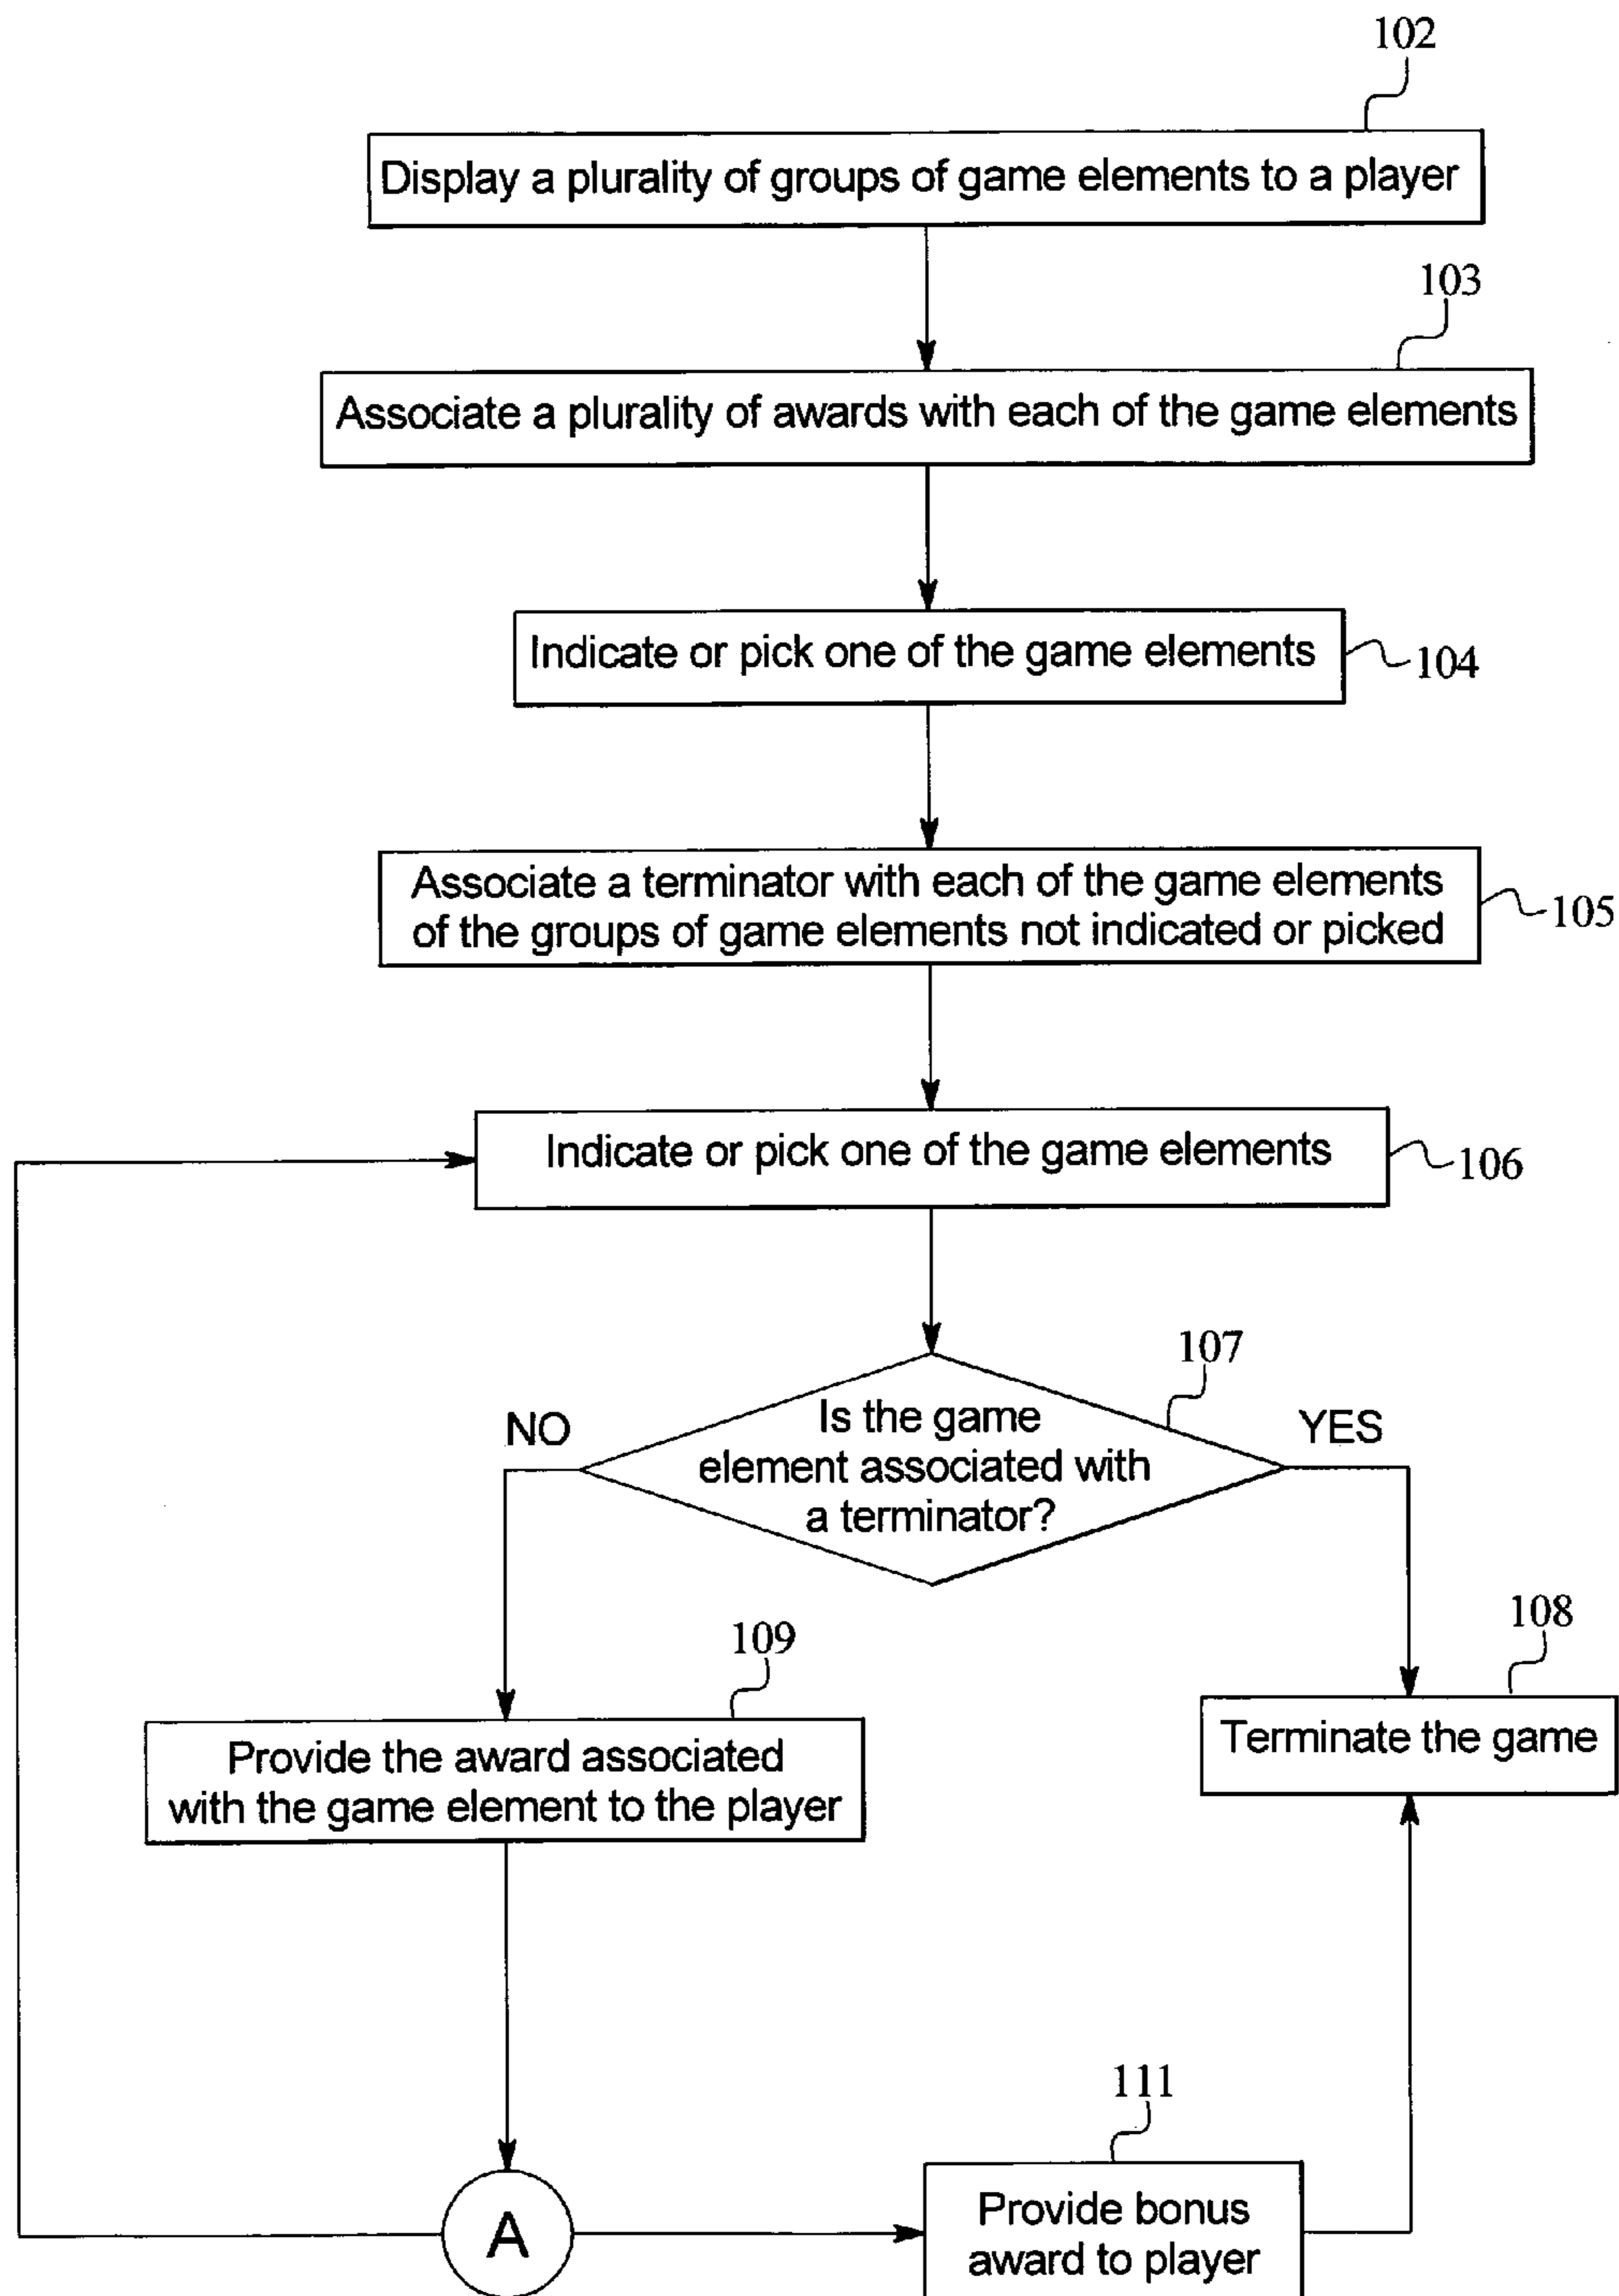 102
Display a plurality of groups of game elements to a player
103
Associate a plurality of awards with each of the game elements
Indicate or pick one of the game elements
104
Associate a terminator with each of the game elements
of the groups of game elements not indicated or picked
105
Indicate or pick one of the game elements
106
107
NO
Is the game
element associated with
a terminator?
YES
109
108
Provide the award associated
with the game element to the player
Terminate the game
111
A
Provide bonus
award to player